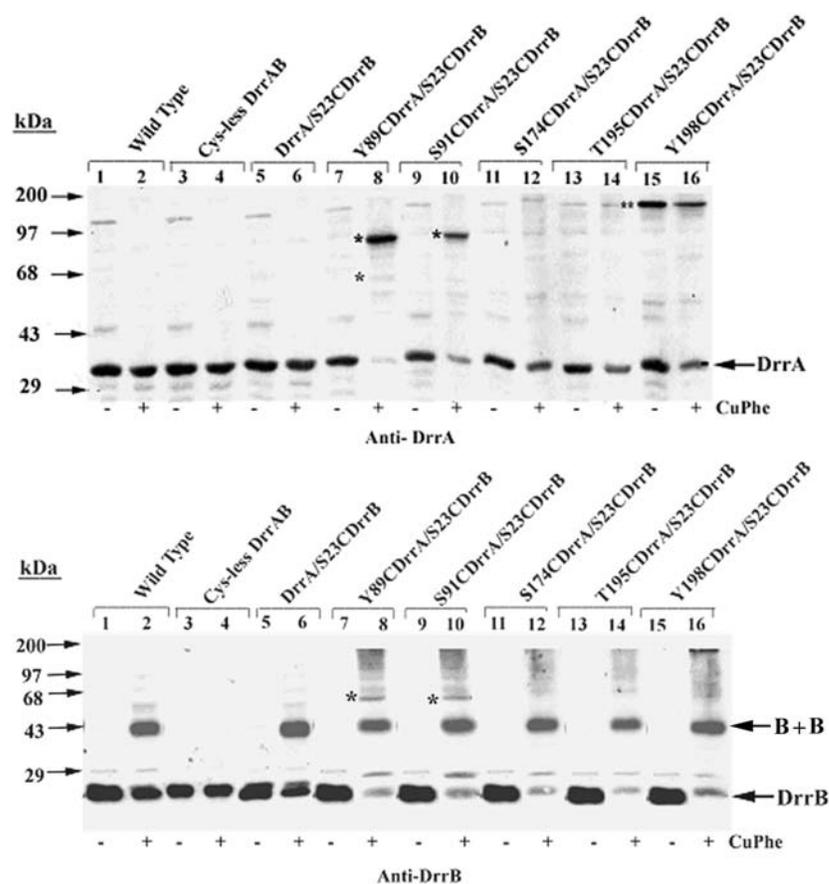 kDa
Wild Type
Cys-less DrrAB
DrrA/S23CDrrB
Y89CDrrA/S23CDrrB
S91CDrrA/S23CDrrB
S174CDrrA/S23CDrrB
T195CDrrA/S23CDrrB
Y198CDrrA/S23CDrrB
1 2 3 4 5 6 7 8 9 10 11 12 13 14 15 16
200
97
68
43
29
* * * **
DrrA
- + - + - + - + - + - + - + - + CuPhe
Anti- DrrA
kDa
Wild Type
Cys-less DrrAB
DrrA/S23CDrrB
Y89CDrrA/S23CDrrB
S91CDrrA/S23CDrrB
S174CDrrA/S23CDrrB
T195CDrrA/S23CDrrB
Y198CDrrA/S23CDrrB
1 2 3 4 5 6 7 8 9 10 11 12 13 14 15 16
200
97
68
* *
43
B+B
29
DrrB
- + - + - + - + - + - + - + - + CuPhe
Anti-DrrB